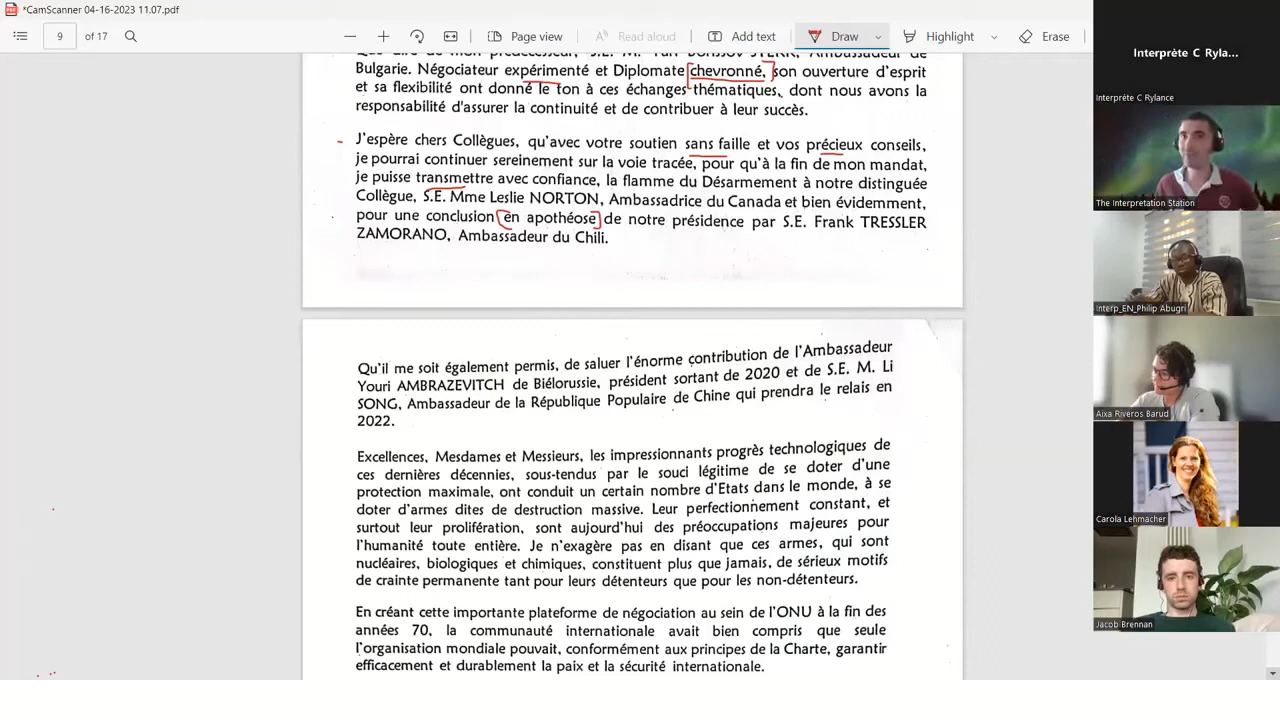 *CamScanner 04-16-2023 11.07.pdf
9 of 17 Page view Read aloud Add text Draw Highlight Erase
Bulgarie. Négociateur expérimenté et Diplomate chevronné, son ouverture d'esprit
et sa flexibilité ont donné le ton à ces échanges thématiques, dont nous avons la
responsabilité d'assurer la continuité et de contribuer à leur succès.
J'espère chers Collègues, qu'avec votre soutien sans faille et vos précieux conseils,
je pourrai continuer sereinement sur la voie tracée, pour qu'à la fin de mon mandat,
je puisse transmettre avec confiance, la flamme du Désarmement à notre distinguée
Collègue, S.E. Mme Leslie NORTON, Ambassadrice du Canada et bien évidemment,
pour une conclusion en apothéose de notre présidence par S.E. Frank TRESSLER
ZAMORANO, Ambassadeur du Chili.
Qu'il me soit également permis, de saluer l'énorme contribution de l'Ambassadeur
Youri AMBRAZEVITCH de Biélorussie, président sortant de 2020 et de S.E. M. Li
SONG, Ambassadeur de la République Populaire de Chine qui prendra le relais en
2022.
Excellences, Mesdames et Messieurs, les impressionnants progrès technologiques de
ces dernières décennies, sous-tendus par le souci légitime de se doter d'une
protection maximale, ont conduit un certain nombre d'Etats dans le monde, à se
doter d'armes dites de destruction massive. Leur perfectionnement constant, et
surtout leur prolifération, sont aujourd'hui des préoccupations majeures pour
l'humanité toute entière. Je n'exagère pas en disant que ces armes, qui sont
nucléaires, biologiques et chimiques, constituent plus que jamais, de sérieux motifs
de crainte permanente tant pour leurs détenteurs que pour les non-détenteurs.
En créant cette importante plateforme de négociation au sein de l'ONU à la fin des
années 70, la communauté internationale avait bien compris que seule
l'organisation mondiale pouvait, conformément aux principes de la Charte, garantir
efficacement et durablement la paix et la sécurité internationale.
Interprète C Ryla...
Interprète C Rylance
The Interpretation Station
Interp_EN_Philip Abugri
Aixa Riveros Barud
Carola Lehmacher
Jacob Brennan